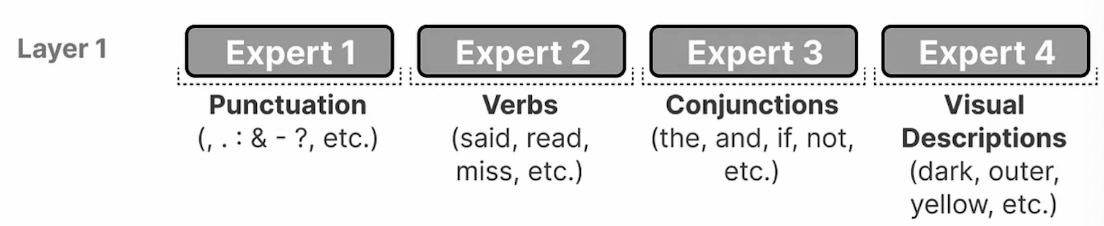 Layer 1
Expert 1
Expert 2
Expert 3
Expert 4
Punctuation
(, . : & - ?, etc.)
Verbs
(said, read,
miss, etc.)
Conjunctions
(the, and, if, not,
etc.)
Visual
Descriptions
(dark, outer,
yellow, etc.)